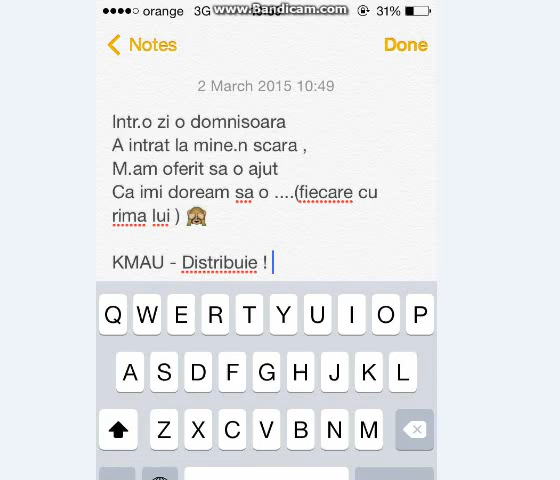 orange 3G www.Bandicam.com 31%
Notes Done
2 March 2015 10:49
Intr.o zi o domnisoara
A intrat la mine.n scara ,
M.am oferit sa o ajut
Ca imi doream sa o ....(fiecare cu
rima lui ) 🙈
KMAU - Distribuie !
Q W E R T Y U I O P
A S D F G H J K L
Z X C V B N M